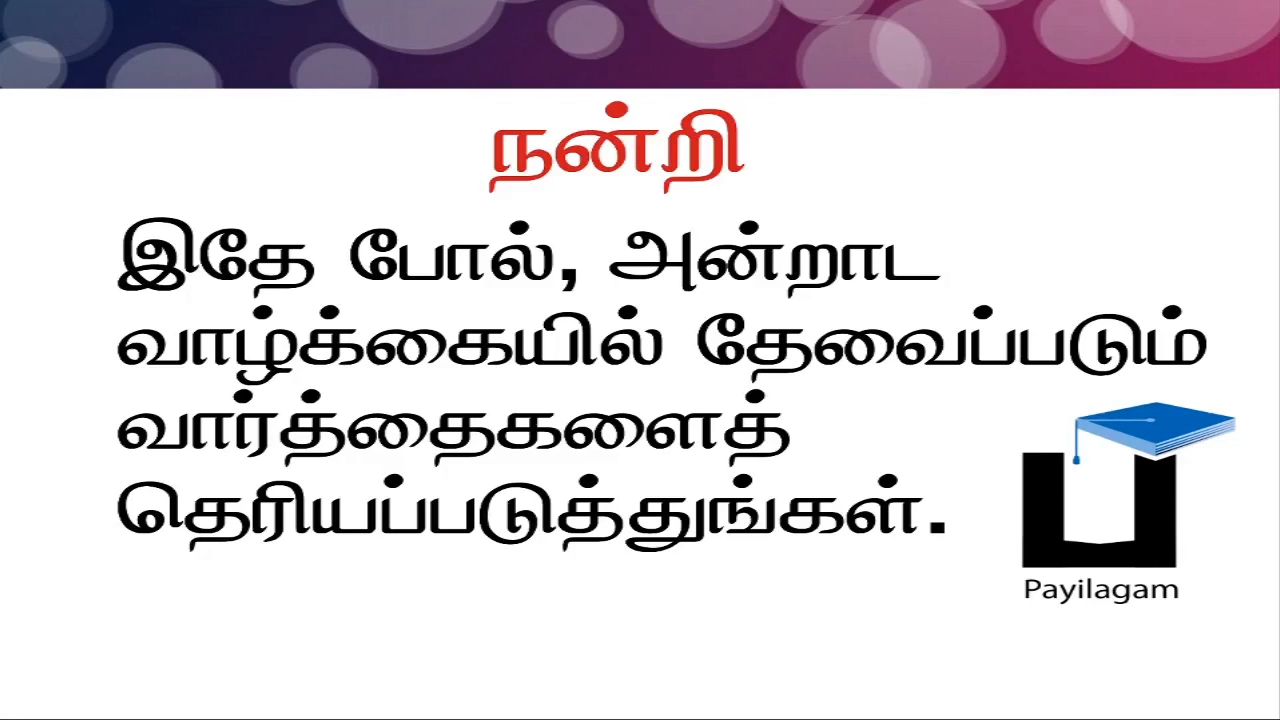 நன்றி
இதே போல், அன்றாட
வாழ்க்கையில் தேவைப்படும்
வார்த்தைகளைத்
தெரியப்படுத்துங்கள்.
Payilagam